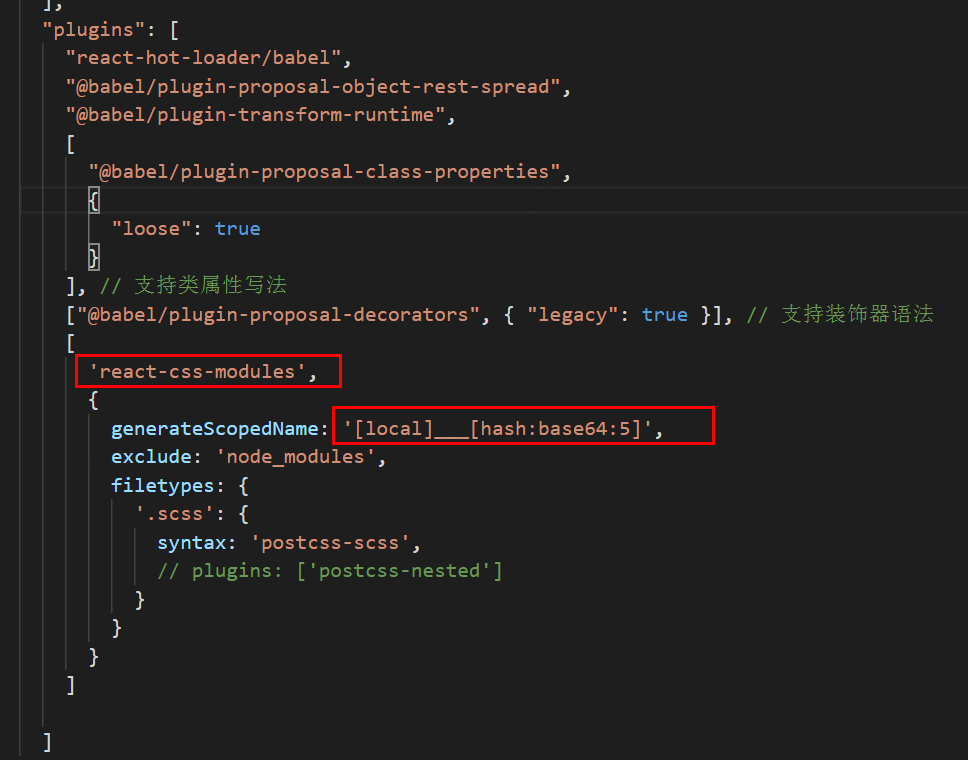 ],
"plugins": [
"react-hot-loader/babel",
"@babel/plugin-proposal-object-rest-spread",
"@babel/plugin-transform-runtime",
[
"@babel/plugin-proposal-class-properties",
{
"loose": true
}
], // 支持类属性写法
["@babel/plugin-proposal-decorators", { "legacy": true }], // 支持装饰器语法
[
'react-css-modules',
{
generateScopedName: '[local]___[hash:base64:5]',
exclude: 'node_modules',
filetypes: {
'.scss': {
syntax: 'postcss-scss',
// plugins: ['postcss-nested']
}
}
}
]
]